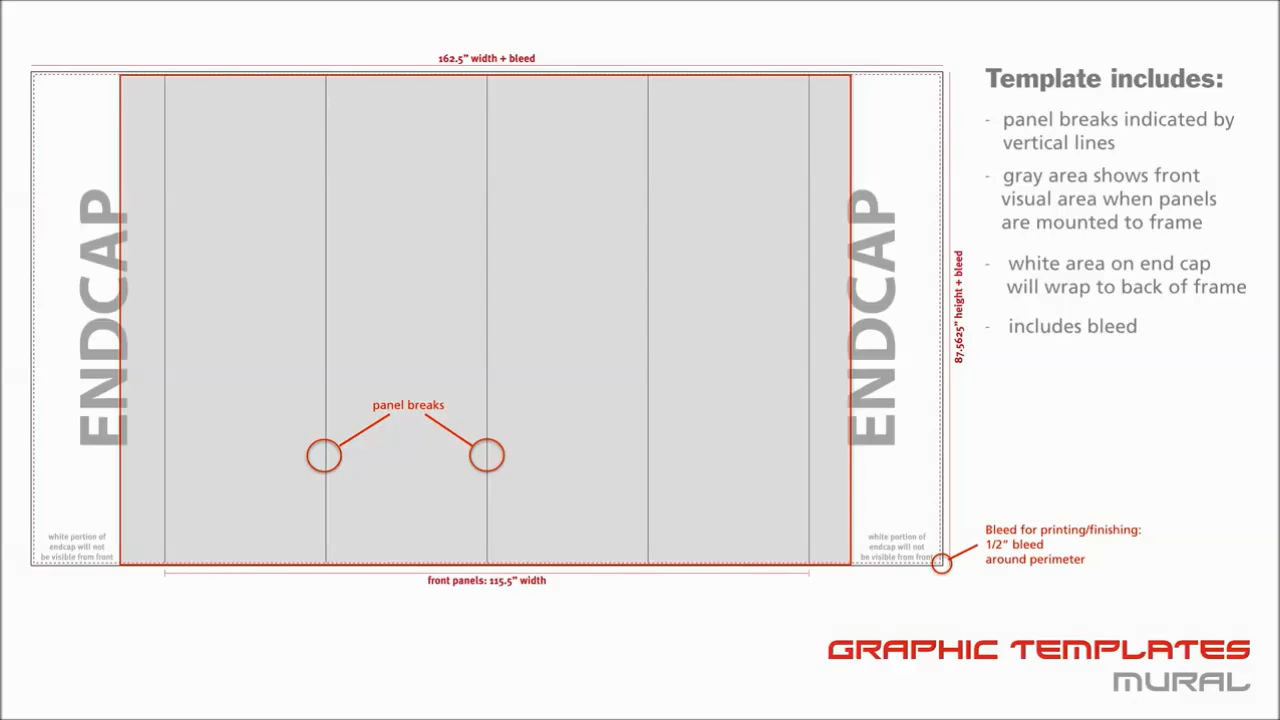 162.5" width + bleed
Template includes:
- panel breaks indicated by
vertical lines
- gray area shows front
visual area when panels
are mounted to frame
- white area on end cap
will wrap to back of frame
- includes bleed
ENDCAP
ENDCAP
87.5625" height + bleed
panel breaks
white portion of
endcap will not
be visible from front
white portion of
endcap will not
be visible from front
Bleed for printing/finishing:
1/2" bleed
around perimeter
front panels: 115.5" width
GRAPHIC TEMPLATES
MURAL